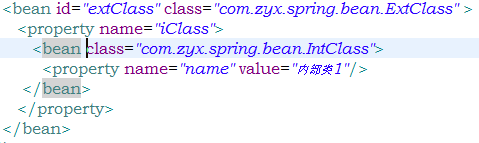 <bean id="extClass" class="com.zyx.spring.bean.ExtClass" >
<property name="iClass">
<bean class="com.zyx.spring.bean.IntClass">
<property name="name" value="内部类1"/>
</bean>
</property>
</bean>